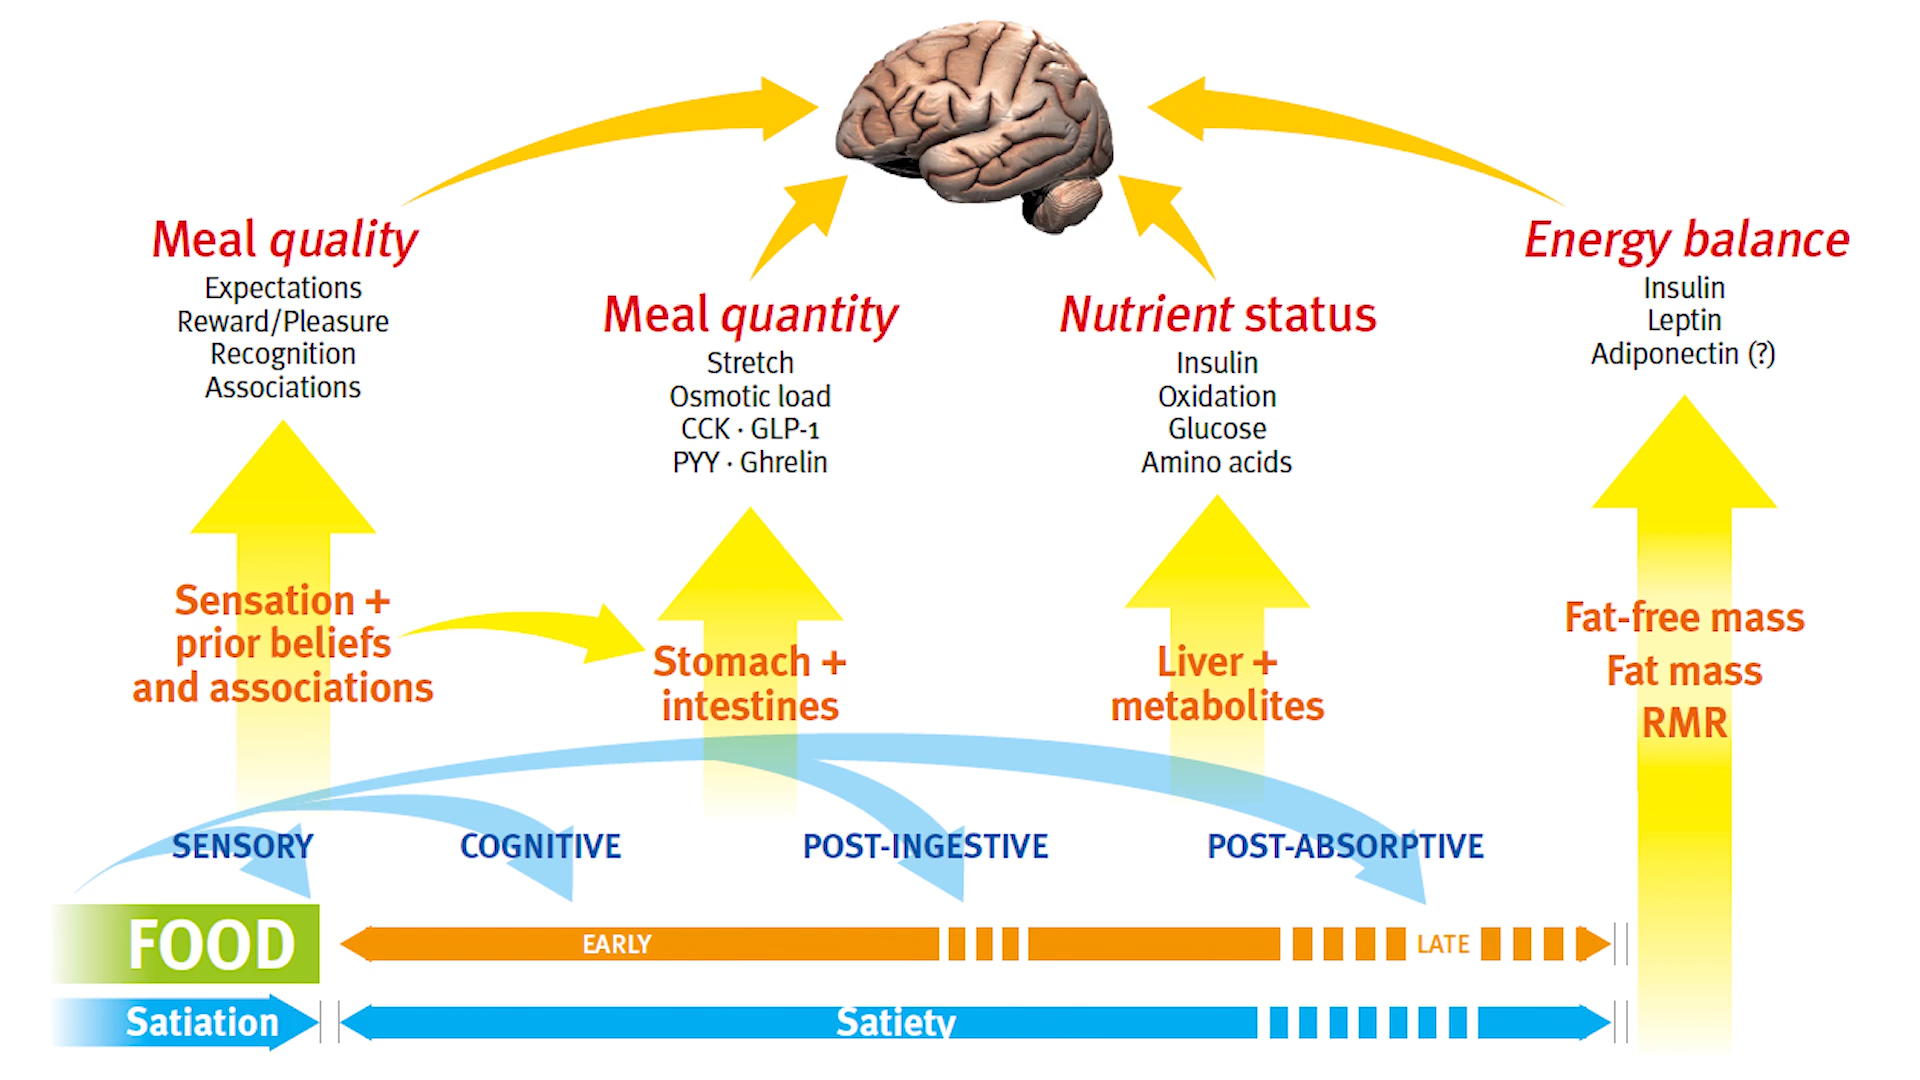 Meal quality
Expectations
Reward/Pleasure
Recognition
Associations
Meal quantity
Stretch
Osmotic load
CCK · GLP-1
PYY · Ghrelin
Nutrient status
Insulin
Oxidation
Glucose
Amino acids
Energy balance
Insulin
Leptin
Adiponectin (?)
Sensation +
prior beliefs
and associations
Stomach +
intestines
Liver +
metabolites
Fat-free mass
Fat mass
RMR
SENSORY
COGNITIVE
POST-INGESTIVE
POST-ABSORPTIVE
FOOD
EARLY
LATE
Satiation
Satiety